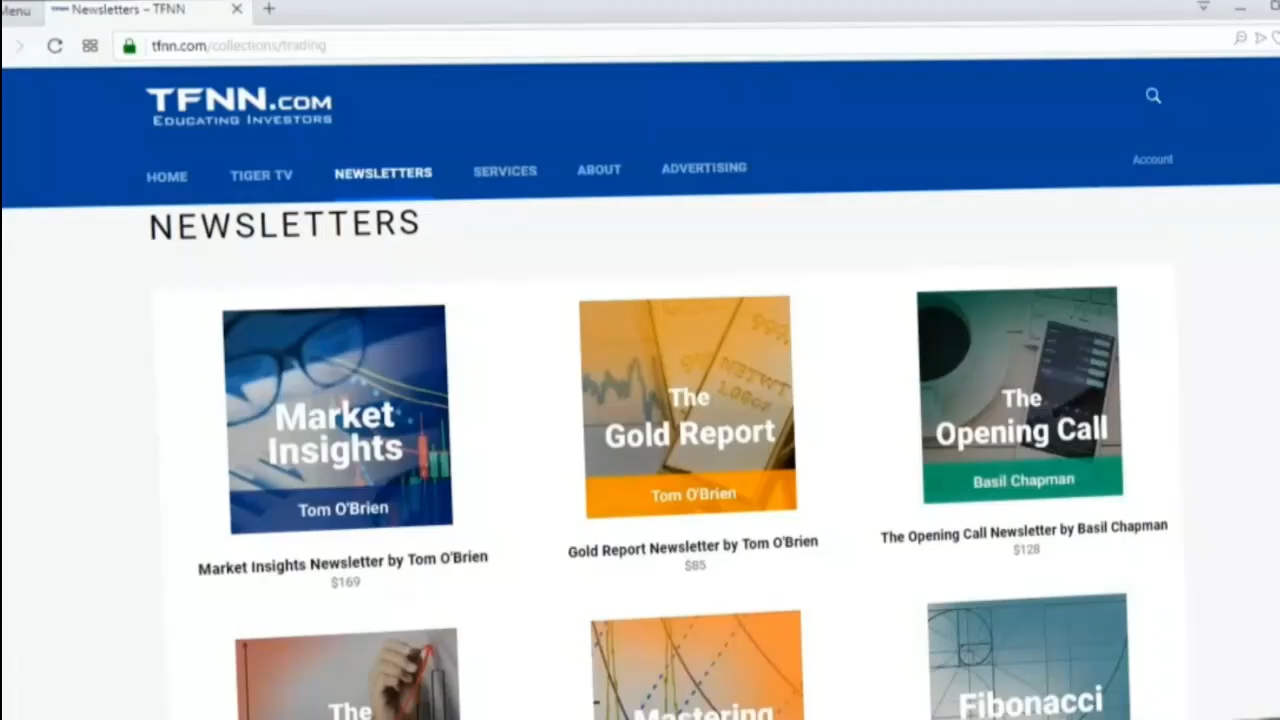 Menu
Newsletters – TFNN
tfnn.com/collections/trading
TFNN.COM
EDUCATING INVESTORS
HOME
TIGER TV
NEWSLETTERS
SERVICES
ABOUT
ADVERTISING
Account
NEWSLETTERS
Market
Insights
Tom O'Brien
Market Insights Newsletter by Tom O'Brien
$169
The
Gold Report
Tom O'Brien
Gold Report Newsletter by Tom O'Brien
$85
The
Opening Call
Basil Chapman
The Opening Call Newsletter by Basil Chapman
$128
The
Mastering
Fibonacci